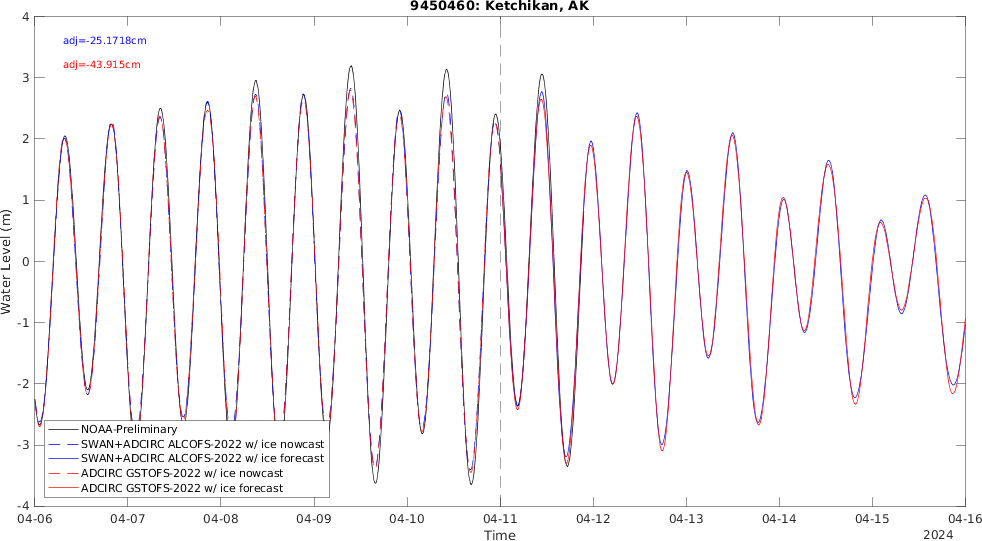 9450460: Ketchikan, AK
adj=-25.1718cm
adj=-43.915cm
Water Level (m)
4
3
2
1
0
-1
-2
-3
-4
NOAA-Preliminary
SWAN+ADCIRC ALCOFS-2022 w/ ice nowcast
SWAN+ADCIRC ALCOFS-2022 w/ ice forecast
ADCIRC GSTOFS-2022 w/ ice nowcast
ADCIRC GSTOFS-2022 w/ ice forecast
04-06 04-07 04-08 04-09 04-10 04-11 04-12 04-13 04-14 04-15 04-16
Time
2024